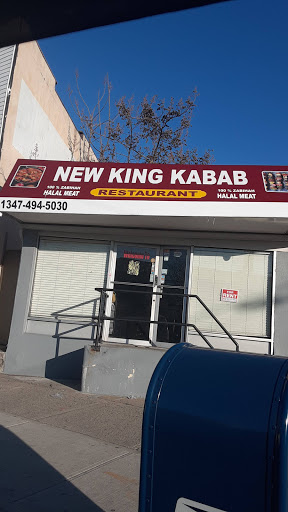 NEW KING KABAB
100 % ZABIHAH
HALAL MEAT
RESTAURANT
100 % ZABIHAH
HALAL MEAT
1347-494-5030